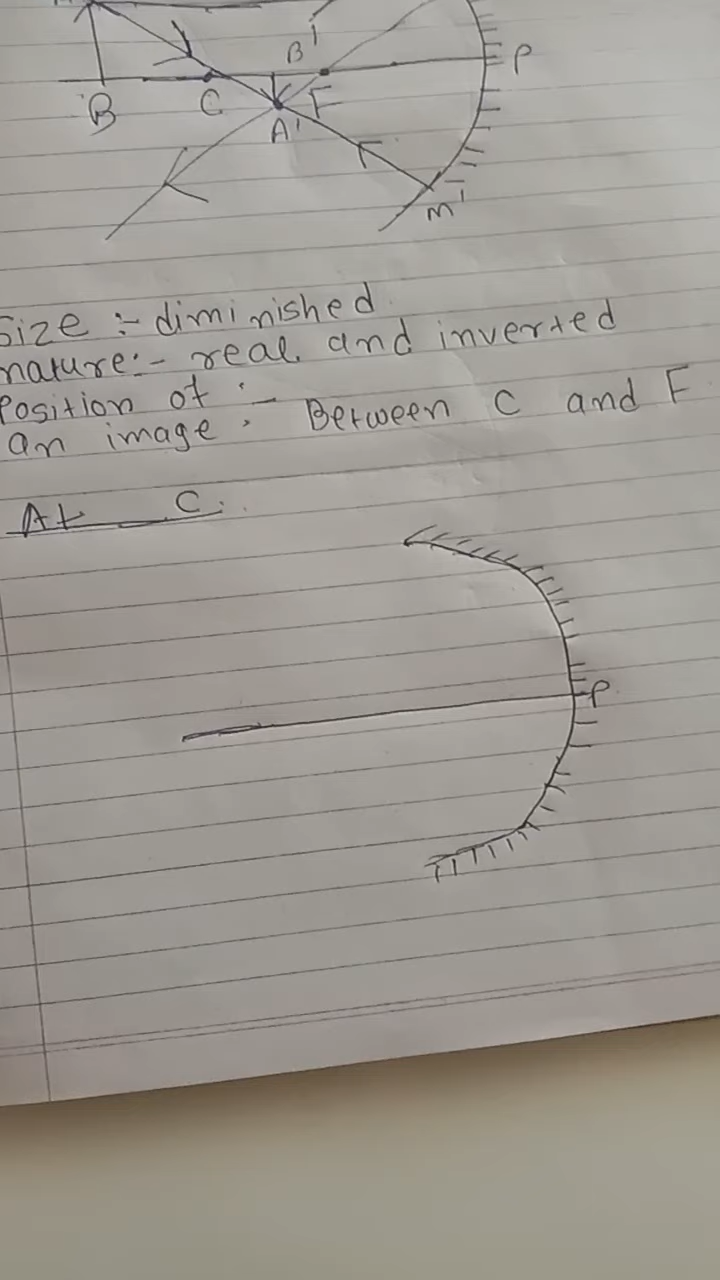 B'
P
B
C
F
A'
M'
Size :- diminished
nature:- real and inverted
Position of :-
an image : Between C and F
At C.
P